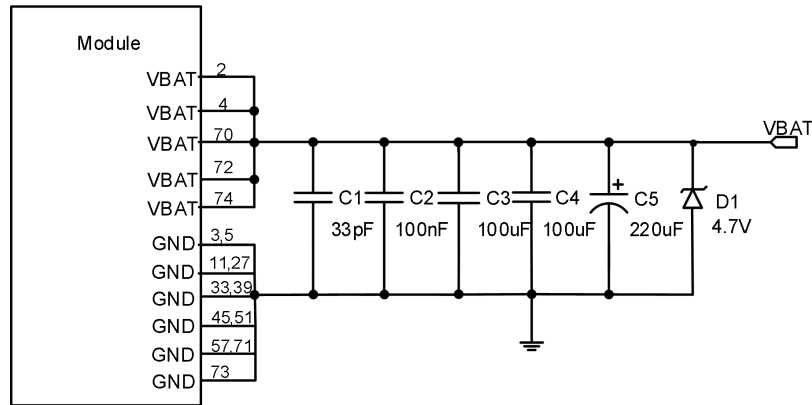 Module
VBAT 2
VBAT 4
VBAT 70
VBAT 72
VBAT 74
GND 3,5
GND 11,27
GND 33,39
GND 45,51
GND 57,71
GND 73
VBAT
C1
33pF
C2
100nF
C3
100uF
C4
100uF
+
C5
220uF
D1
4.7V